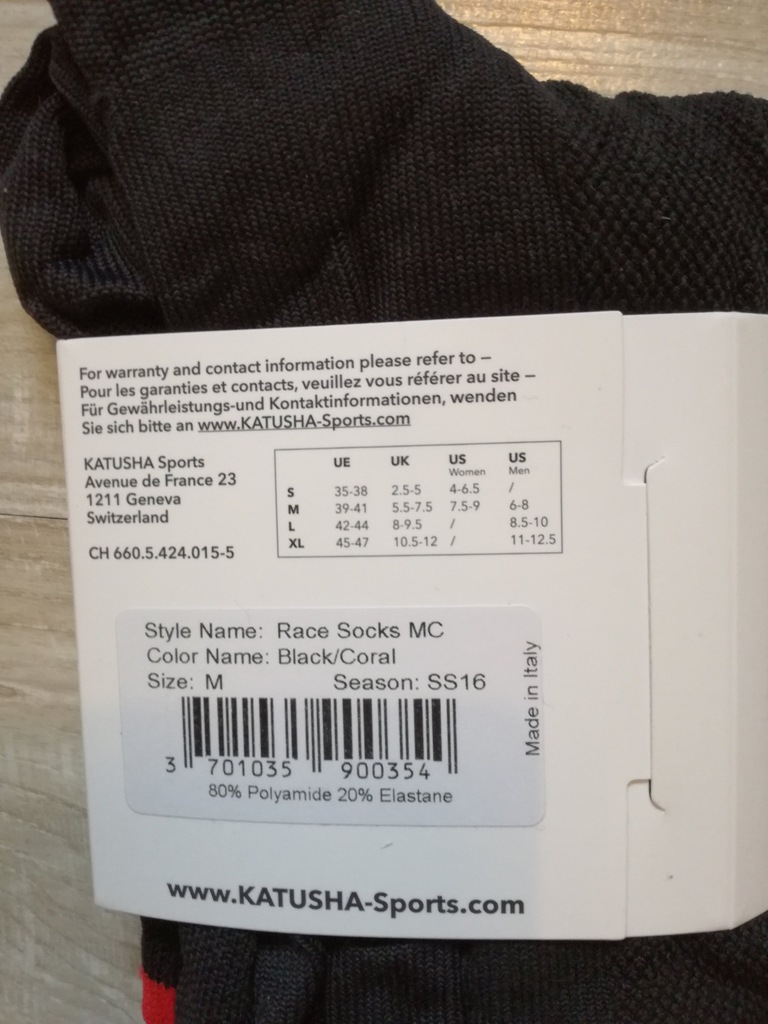 For warranty and contact information please refer to –
Pour les garanties et contacts, veuillez vous référer au site –
Für Gewährleistungs-und Kontaktinformationen, wenden
Sie sich bitte an www.KATUSHA-Sports.com
KATUSHA Sports
Avenue de France 23
1211 Geneva
Switzerland
CH 660.5.424.015-5
UE UK US Women US Men
S 35-38 2.5-5 4-6.5 /
M 39-41 5.5-7.5 7.5-9 6-8
L 42-44 8-9.5 / 8.5-10
XL 45-47 10.5-12 / 11-12.5
Style Name: Race Socks MC
Color Name: Black/Coral
Size: M Season: SS16
Made in Italy
3 701035 900354
80% Polyamide 20% Elastane
www.KATUSHA-Sports.com